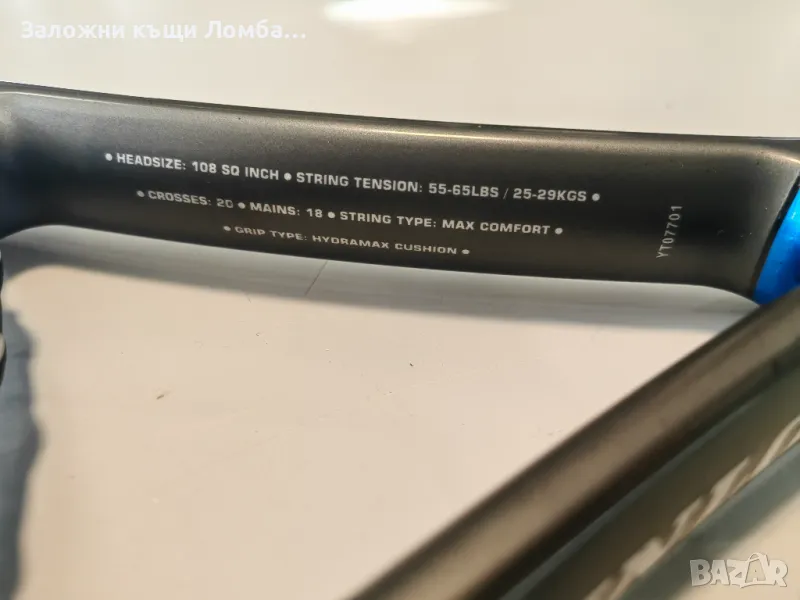 Заложни къщи Ломба...
• HEADSIZE: 108 SQ INCH • STRING TENSION: 55-65LBS / 25-29KGS •
• CROSSES: 20 • MAINS: 18 • STRING TYPE: MAX COMFORT •
• GRIP TYPE: HYDRAMAX CUSHION •
YT07701
BAZAR